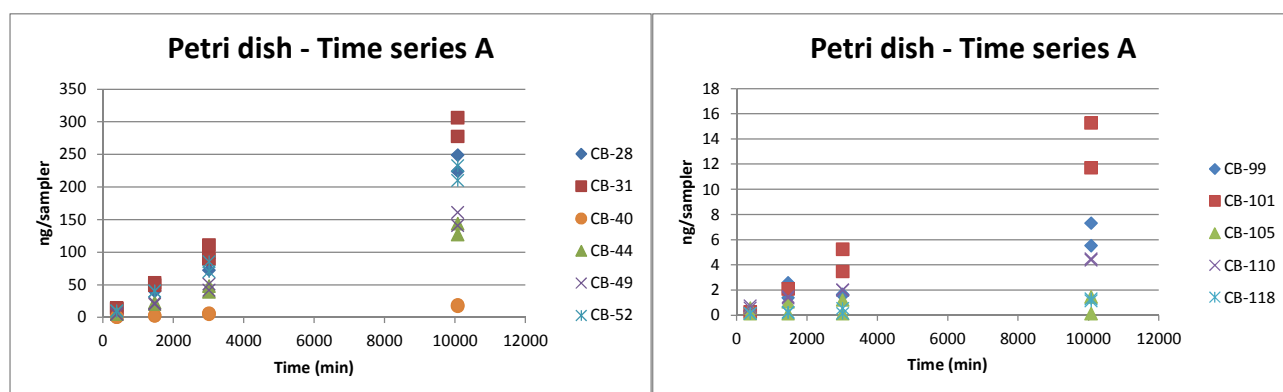 Petri dish - Time series A
350
300
250
200
150
100
50
0
ng/sampler
0 2000 4000 6000 8000 10000 12000
Time (min)
CB-28
CB-31
CB-40
CB-44
CB-49
CB-52
Petri dish - Time series A
18
16
14
12
10
8
6
4
2
0
ng/sampler
0 2000 4000 6000 8000 10000 12000
Time (min)
CB-99
CB-101
CB-105
CB-110
CB-118